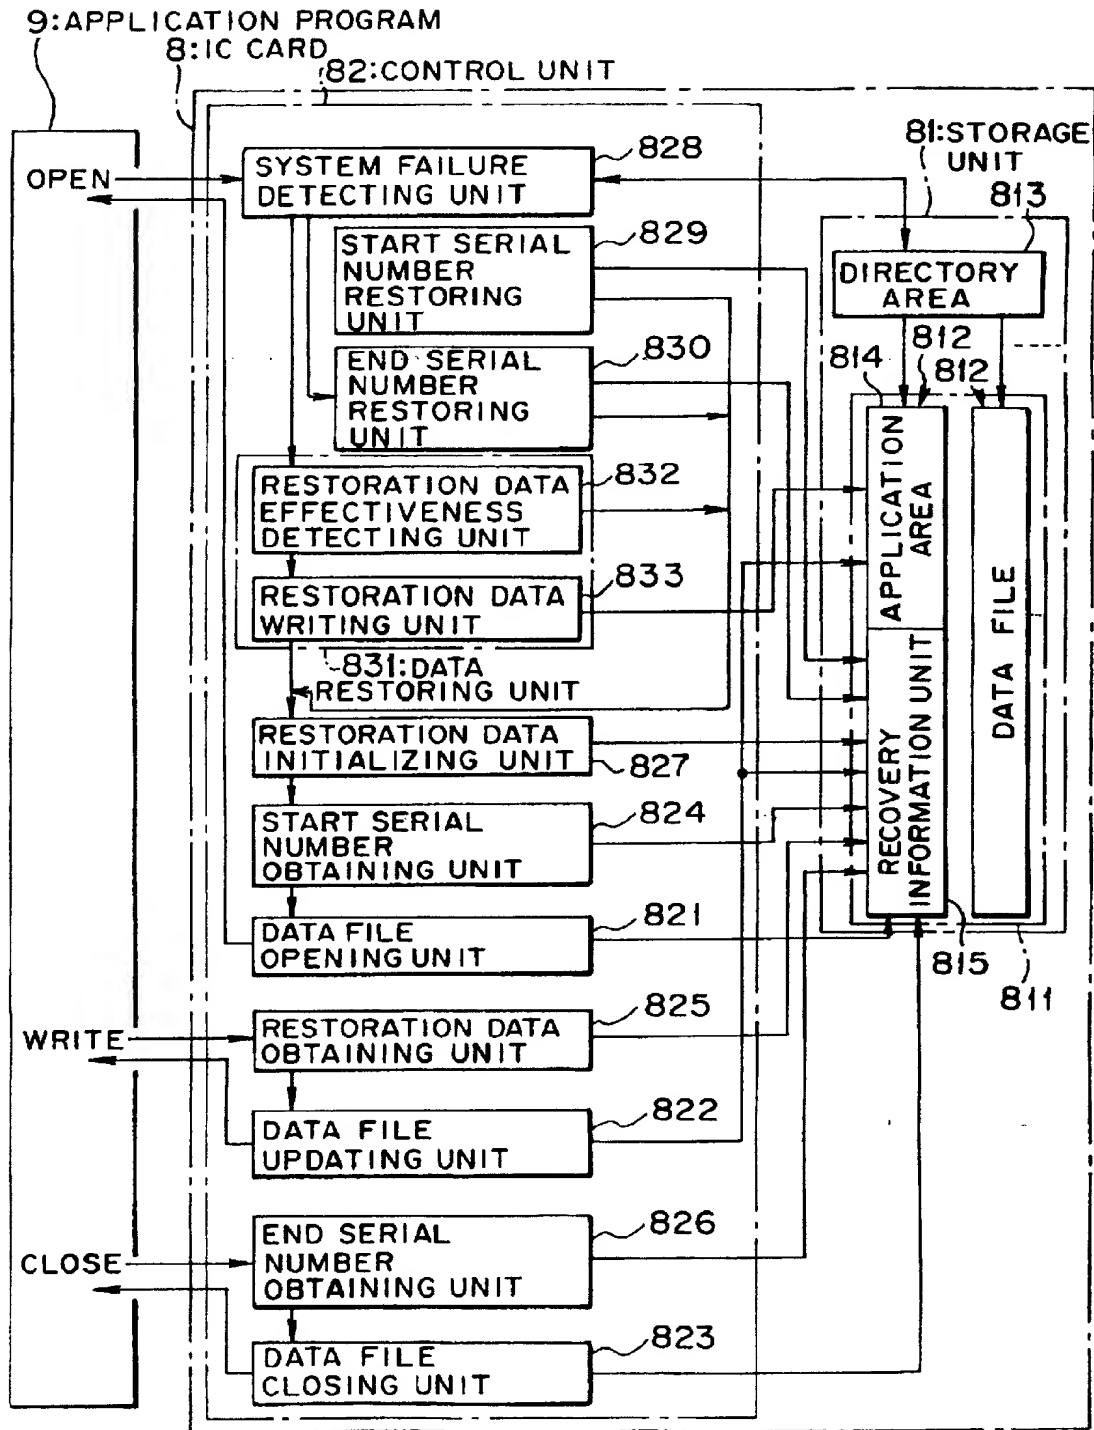 9:APPLICATION PROGRAM
8:IC CARD
82:CONTROL UNIT
81:STORAGE
UNIT
OPEN
SYSTEM FAILURE
DETECTING UNIT
828
813
START SERIAL
NUMBER
RESTORING
UNIT
829
DIRECTORY
AREA
END SERIAL
NUMBER
RESTORING
UNIT
830
814
812
812
RESTORATION DATA
EFFECTIVENESS
DETECTING UNIT
832
APPLICATION
AREA
RESTORATION DATA
WRITING UNIT
833
DATA FILE
831:DATA
RESTORING UNIT
RESTORATION DATA
INITIALIZING UNIT
827
RECOVERY
INFORMATION UNIT
START SERIAL
NUMBER
OBTAINING UNIT
824
DATA FILE
OPENING UNIT
821
815
811
WRITE
RESTORATION DATA
OBTAINING UNIT
825
DATA FILE
UPDATING UNIT
822
CLOSE
END SERIAL
NUMBER
OBTAINING UNIT
826
DATA FILE
CLOSING UNIT
823